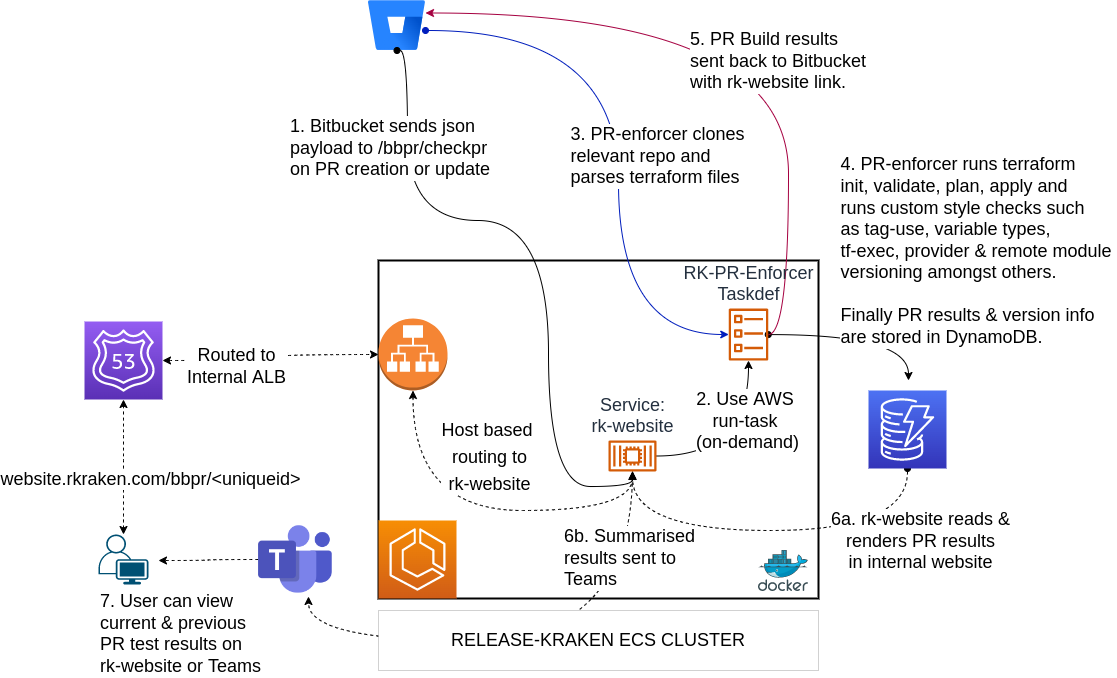 5. PR Build results
sent back to Bitbucket
with rk-website link.
1. Bitbucket sends json
payload to /bbpr/checkpr
on PR creation or update
3. PR-enforcer clones
relevant repo and
parses terraform files
4. PR-enforcer runs terraform
init, validate, plan, apply and
runs custom style checks such
as tag-use, variable types,
tf-exec, provider & remote module
versioning amongst others.
Finally PR results & version info
are stored in DynamoDB.
RK-PR-Enforcer
Taskdef
53
Routed to
Internal ALB
Service:
rk-website
2. Use AWS
run-task
(on-demand)
Host based
routing to
rk-website
website.rkraken.com/bbpr/<uniqueid>
6a. rk-website reads &
renders PR results
in internal website
6b. Summarised
results sent to
Teams
T
docker
7. User can view
current & previous
PR test results on
rk-website or Teams
RELEASE-KRAKEN ECS CLUSTER